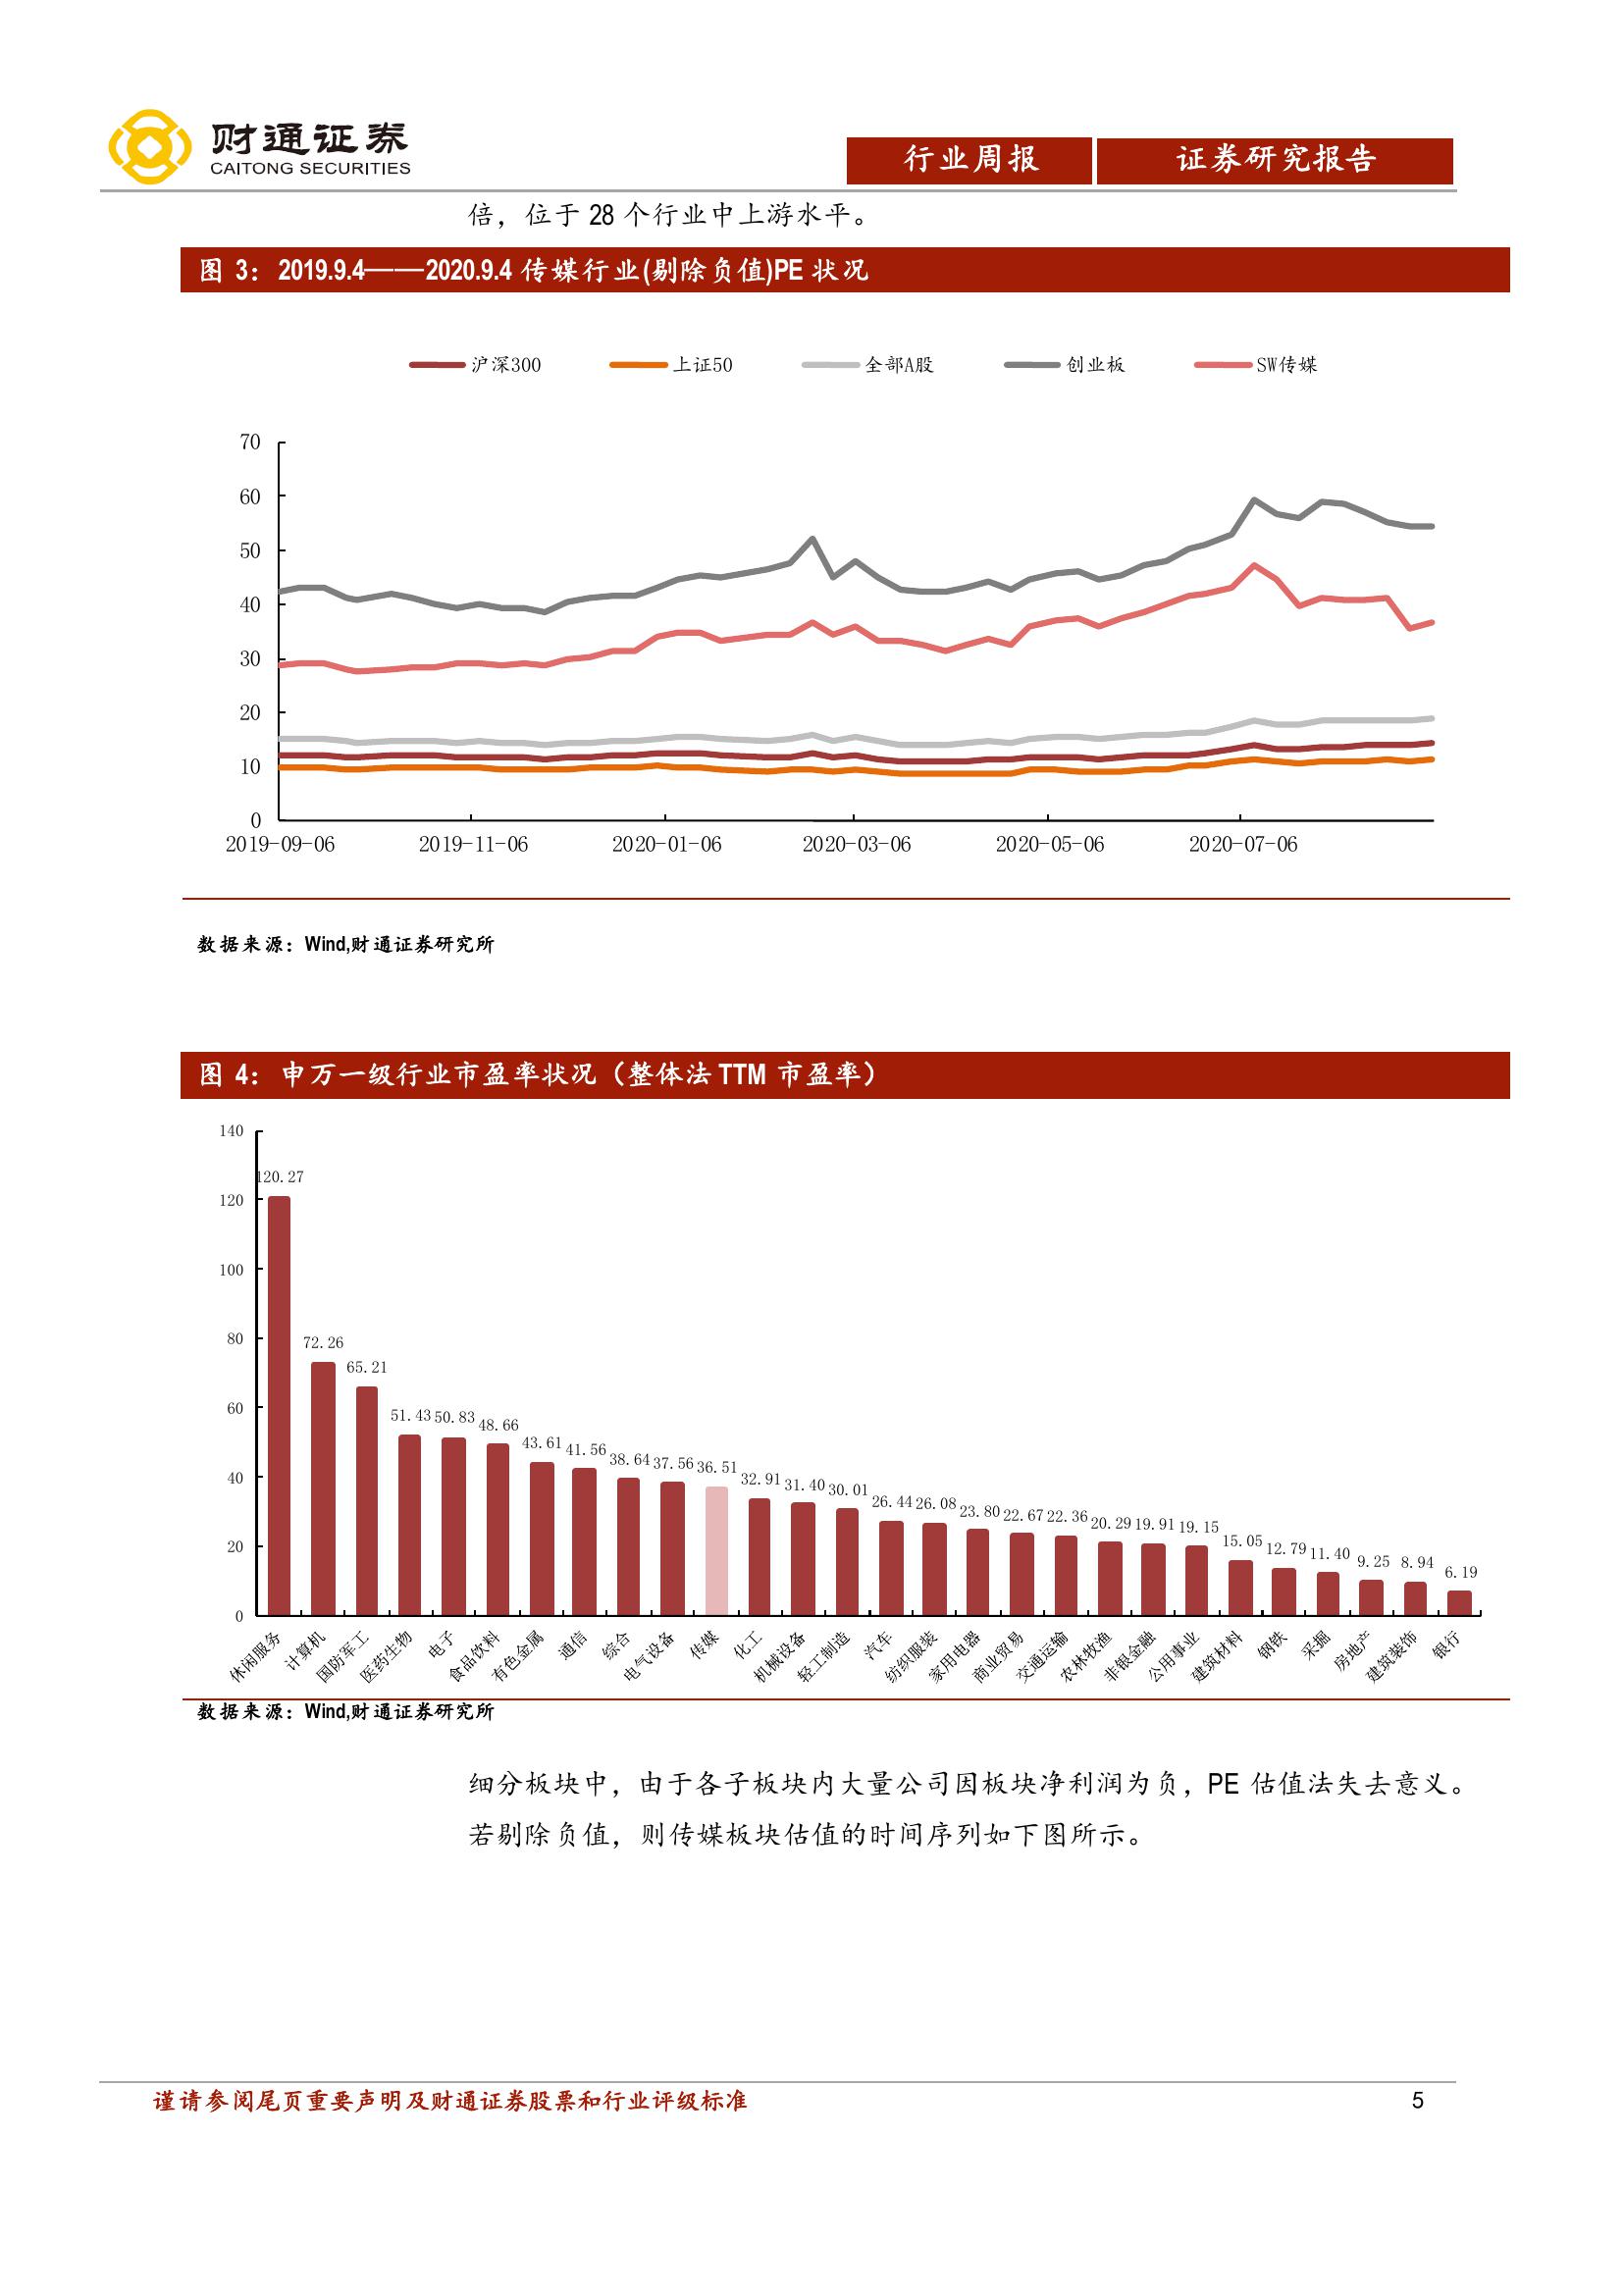 财通证券
CAITONG SECURITIES
行业周报
证券研究报告
倍，位于 28 个行业中上游水平。
图 3：2019.9.4——2020.9.4 传媒行业(剔除负值)PE 状况
沪深300 上证50 全部A股 创业板 SW传媒
70
60
50
40
30
20
10
0
2019-09-06 2019-11-06 2020-01-06 2020-03-06 2020-05-06 2020-07-06
数据来源：Wind,财通证券研究所
图 4：申万一级行业市盈率状况（整体法 TTM 市盈率）
140
120
100
80
60
40
20
0
120.27 72.26 65.21 51.43 50.83 48.66 43.61 41.56 38.64 37.56 36.51 32.91 31.40 30.01 26.44 26.08 23.80 22.67 22.36 20.29 19.91 19.15 15.05 12.79 11.40 9.25 8.94 6.19
休闲服务 计算机 国防军工 医药生物 电子 食品饮料 有色金属 通信 综合 电气设备 传媒 化工 机械设备 轻工制造 汽车 纺织服装 家用电器 商业贸易 交通运输 农林牧渔 非银金融 公用事业 建筑材料 钢铁 采掘 房地产 建筑装饰 银行
数据来源：Wind,财通证券研究所
细分板块中，由于各子板块内大量公司因板块净利润为负，PE 估值法失去意义。
若剔除负值，则传媒板块估值的时间序列如下图所示。
谨请参阅尾页重要声明及财通证券股票和行业评级标准
5